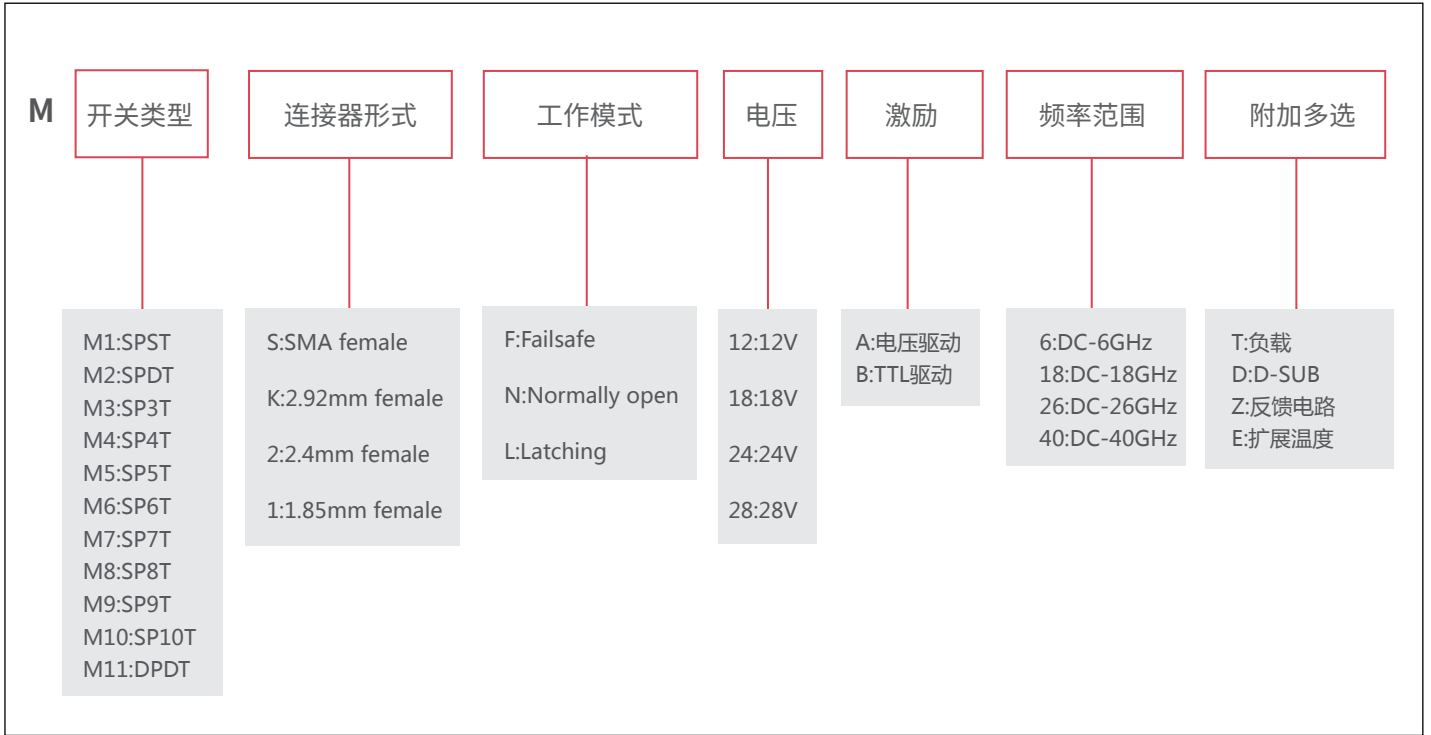 M
开关类型
连接器形式
工作模式
电压
激励
频率范围
附加多选
M1:SPST
M2:SPDT
M3:SP3T
M4:SP4T
M5:SP5T
M6:SP6T
M7:SP7T
M8:SP8T
M9:SP9T
M10:SP10T
M11:DPDT
S:SMA female
K:2.92mm female
2:2.4mm female
1:1.85mm female
F:Failsafe
N:Normally open
L:Latching
12:12V
18:18V
24:24V
28:28V
A:电压驱动
B:TTL驱动
6:DC-6GHz
18:DC-18GHz
26:DC-26GHz
40:DC-40GHz
T:负载
D:D-SUB
Z:反馈电路
E:扩展温度